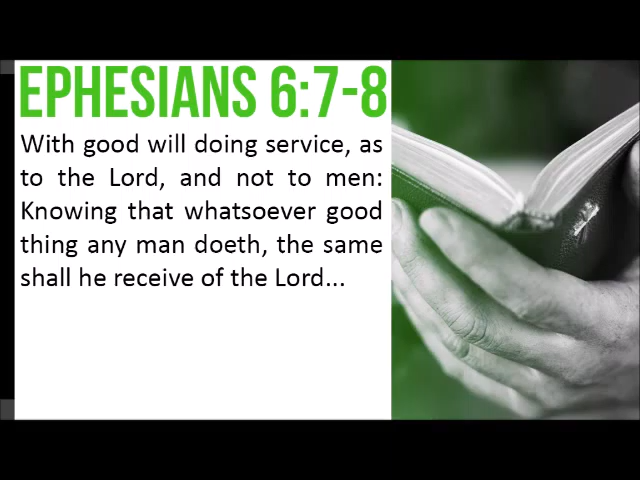 EPHESIANS 6:7-8
With good will doing service, as
to the Lord, and not to men:
Knowing that whatsoever good
thing any man doeth, the same
shall he receive of the Lord...